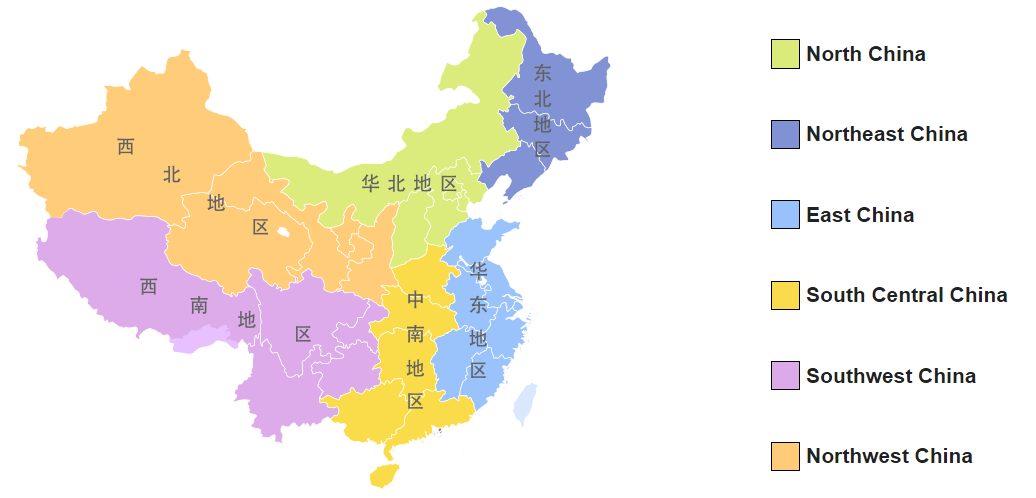 西北地区
华北地区
东北地区
西南地区
中南地区
华东地区
North China
Northeast China
East China
South Central China
Southwest China
Northwest China